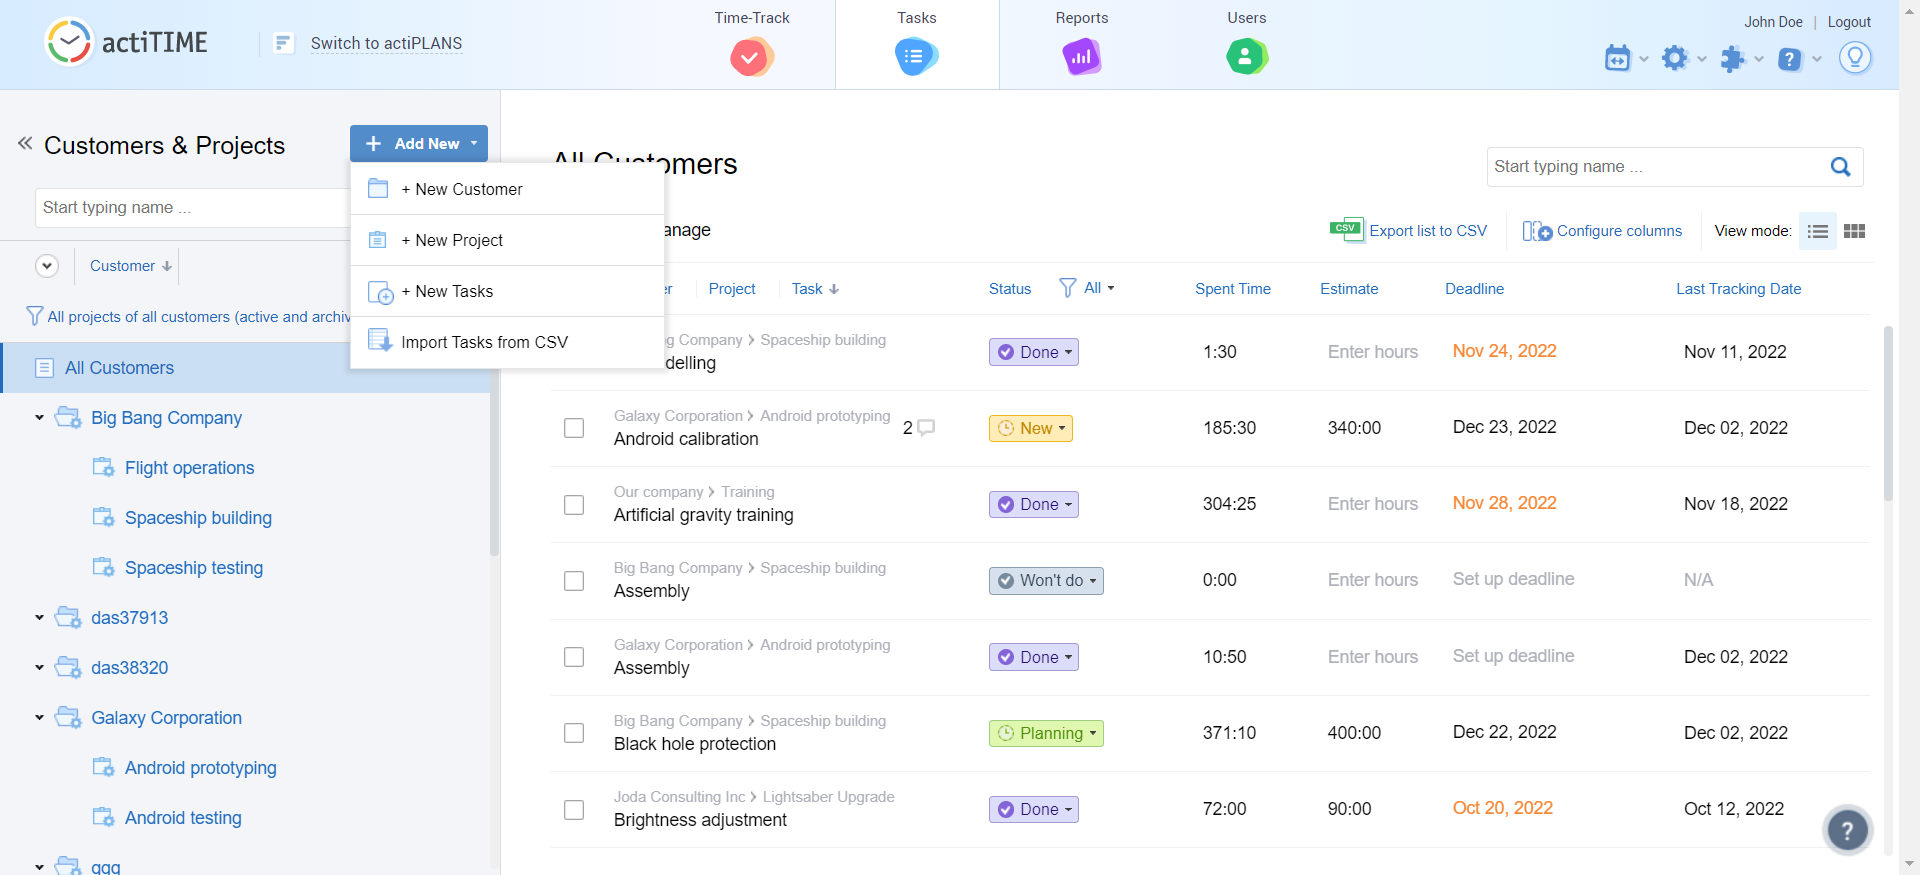 Time-Track
Tasks
Reports
Users
John Doe | Logout
actiTIME
Switch to actiPLANS
Customers & Projects
Add New
+ New Customer
+ New Project
+ New Tasks
Import Tasks from CSV
Start typing name ...
Customer
All projects of all customers (active and archiv
All Customers
Big Bang Company
Flight operations
Spaceship building
Spaceship testing
das37913
das38320
Galaxy Corporation
Android prototyping
Android testing
ggg
All Customers
Start typing name ...
anage
CSV Export list to CSV
Configure columns
View mode:
er Project Task Status All Spent Time Estimate Deadline Last Tracking Date
g Company > Spaceship building
delling
Done 1:30 Enter hours Nov 24, 2022 Nov 11, 2022
Galaxy Corporation > Android prototyping
Android calibration
2 New 185:30 340:00 Dec 23, 2022 Dec 02, 2022
Our company > Training
Artificial gravity training
Done 304:25 Enter hours Nov 28, 2022 Nov 18, 2022
Big Bang Company > Spaceship building
Assembly
Won't do 0:00 Enter hours Set up deadline N/A
Galaxy Corporation > Android prototyping
Assembly
Done 10:50 Enter hours Set up deadline Dec 02, 2022
Big Bang Company > Spaceship building
Black hole protection
Planning 371:10 400:00 Dec 22, 2022 Dec 02, 2022
Joda Consulting Inc > Lightsaber Upgrade
Brightness adjustment
Done 72:00 90:00 Oct 20, 2022 Oct 12, 2022
?